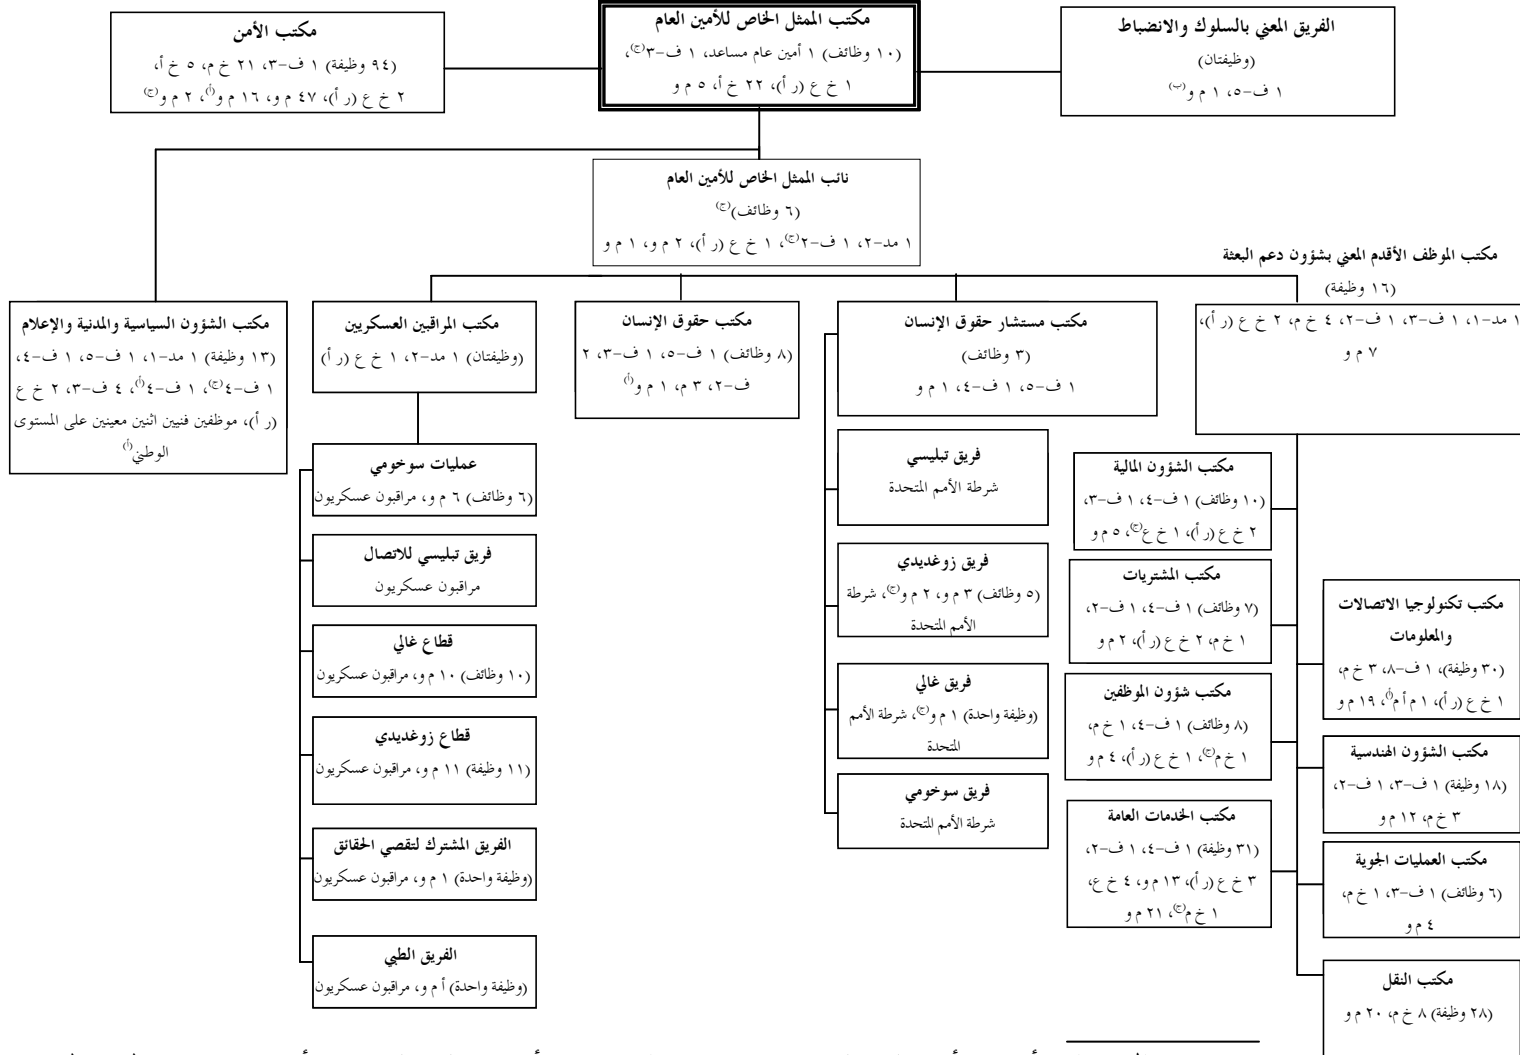 مكتب الممثل الخاص للأمين العام
(١٠ وظائف) ١ أمين عام مساعد، ١ ف-٣(ج)،
١ خ ع (ر أ)، ٢٢ خ أ، ٥ م و
الفريق المعني بالسلوك والانضباط
(وظيفتان)
١ ف-٥، ١ م و(ب)
مكتب الأمن
(٩٤ وظيفة) ١ ف-٣، ٢١ خ م، ٥ خ أ،
٢ خ ع (ر أ)، ٤٧ م و، ١٦ م و(أ)، ٢ م و(ج)
نائب الممثل الخاص للأمين العام
(٦ وظائف)(ج)
١ مد-٢، ١ ف-٢(ج)، ١ خ ع (ر أ)، ٢ م و، ١ م و
مكتب الموظف الأقدم المعني بشؤون دعم البعثة
(١٦ وظيفة)
١ مد-١، ١ ف-٣، ١ ف-٢، ٤ خ م، ٢ خ ع (ر أ)،
٧ م و
مكتب مستشار حقوق الإنسان
(٣ وظائف)
١ ف-٥، ١ ف-٤، ١ م و
مكتب حقوق الإنسان
(٨ وظائف) ١ ف-٥، ١ ف-٣، ٢
ف-٢، ٣ م، ١ م و(أ)
مكتب المراقبين العسكريين
(وظيفتان) ١ مد-٢، ١ خ ع (ر أ)
مكتب الشؤون السياسية والمدنية والإعلام
(١٣ وظيفة) ١ مد-١، ١ ف-٥، ١ ف-٤،
١ ف-٤(ج)، ١ ف-٤(أ)، ٤ ف-٣، ٢ خ ع
(ر أ)، موظفين فنيين اثنين معينين على المستوى
الوطني(أ)
مكتب الشؤون المالية
(١٠ وظائف) ١ ف-٤، ١ ف-٣،
٢ خ ع (ر أ)، ١ خ ع(ج)، ٥ م و
مكتب المشتريات
(٧ وظائف) ١ ف-٤، ١ ف-٢،
١ خ م، ٢ خ ع (ر أ)، ٢ م و
مكتب شؤون الموظفين
(٨ وظائف) ١ ف-٤، ١ خ م،
١ خ م(ج)، ١ خ ع (ر أ)، ٤ م و
مكتب الخدمات العامة
(٣١ وظيفة) ١ ف-٤، ١ ف-٢،
٣ خ ع (ر أ)، ١٣ م و، ٤ خ ع،
١ خ م(ج)، ٢١ م و
مكتب تكنولوجيا الاتصالات
والمعلومات
(٣٠ وظيفة)، ١ ف-٨، ٣ خ م،
١ خ ع (ر أ)، ١ م أ م(أ)، ١٩ م و
مكتب الشؤون الهندسية
(١٨ وظيفة) ١ ف-٣، ١ ف-٢،
٣ خ م، ١٢ م و
مكتب العمليات الجوية
(٦ وظائف) ١ ف-٣، ١ خ م،
٤ م و
مكتب النقل
(٢٨ وظيفة) ٨ خ م، ٢٠ م و
فريق تبليسي
شرطة الأمم المتحدة
فريق زوغديدي
(٥ وظائف) ٣ م و، ٢ م و(ج)، شرطة
الأمم المتحدة
فريق غالي
(وظيفة واحدة) ١ م و(ج)، شرطة الأمم
المتحدة
فريق سوخومي
شرطة الأمم المتحدة
عمليات سوخومي
(٦ وظائف) ٦ م و، مراقبون عسكريون
فريق تبليسي للاتصال
مراقبون عسكريون
قطاع غالي
(١٠ وظائف) ١٠ م و، مراقبون عسكريون
قطاع زوغديدي
(١١ وظيفة) ١١ م و، مراقبون عسكريون
الفريق المشترك لتقصي الحقائق
(وظيفة واحدة) ١ م و، مراقبون عسكريون
الفريق الطبي
(وظيفة واحدة) أ م و، مراقبون عسكريون